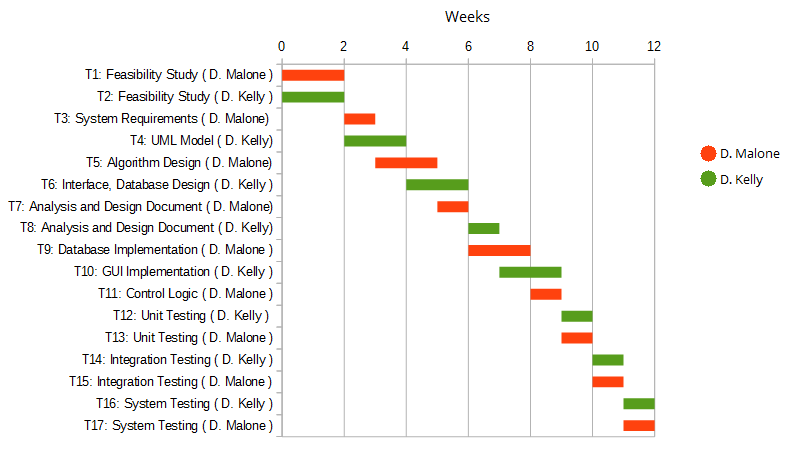 Weeks
0 2 4 6 8 10 12
T1: Feasibility Study ( D. Malone )
T2: Feasibility Study ( D. Kelly )
T3: System Requirements ( D. Malone)
T4: UML Model ( D. Kelly)
T5: Algorithm Design ( D. Malone)
T6: Interface, Database Design ( D. Kelly )
T7: Analysis and Design Document ( D. Malone)
T8: Analysis and Design Document ( D. Kelly)
T9: Database Implementation ( D. Malone )
T10: GUI Implementation ( D. Kelly )
T11: Control Logic ( D. Malone )
T12: Unit Testing ( D. Kelly )
T13: Unit Testing ( D. Malone )
T14: Integration Testing ( D. Kelly )
T15: Integration Testing ( D. Malone )
T16: System Testing ( D. Kelly )
T17: System Testing ( D. Malone )
D. Malone
D. Kelly